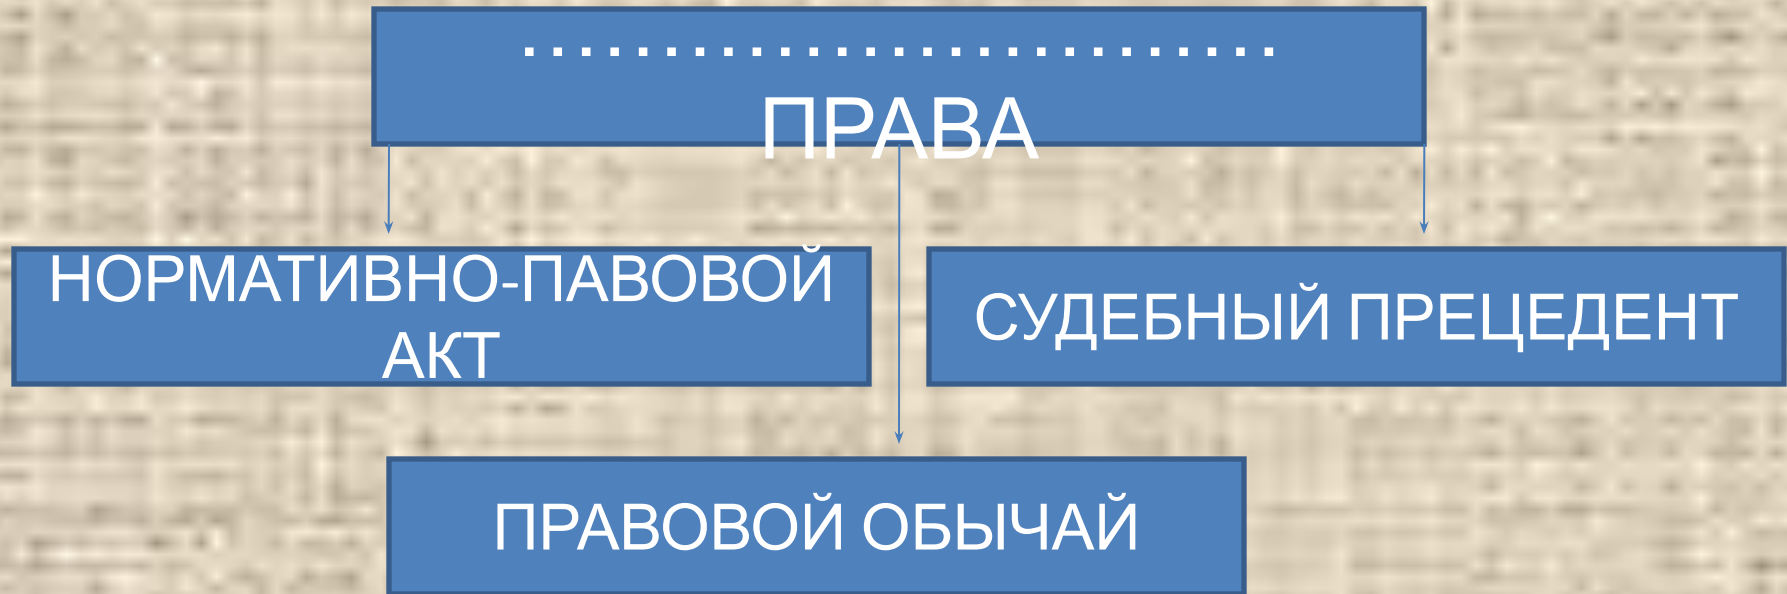 ...........................
ПРАВА
НОРМАТИВНО-ПАВОВОЙ
АКТ
СУДЕБНЫЙ ПРЕЦЕДЕНТ
ПРАВОВОЙ ОБЫЧАЙ